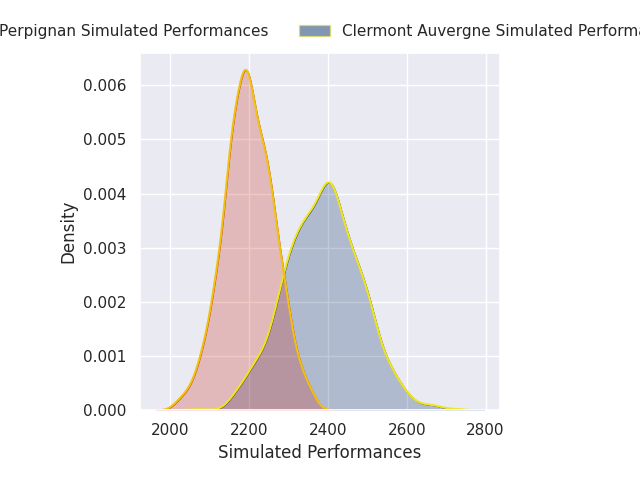 Perpignan Simulated Performances
Clermont Auvergne Simulated
0.006
0.005
0.004
0.003
0.002
0.001
0.000
Density
2000 2200 2400 2600 2800
Simulated Performances